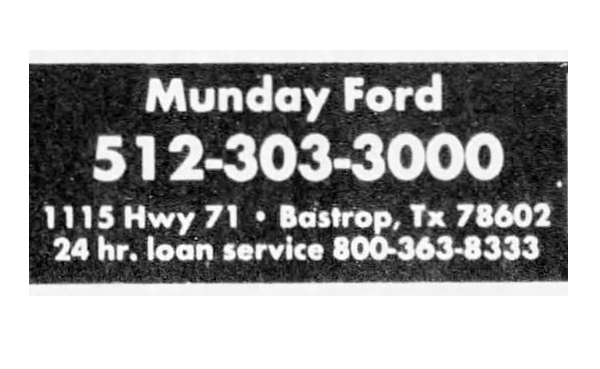 Munday Ford
512-303-3000
1115 Hwy 71 • Bastrop, Tx 78602
24 hr. loan service 800-363-8333